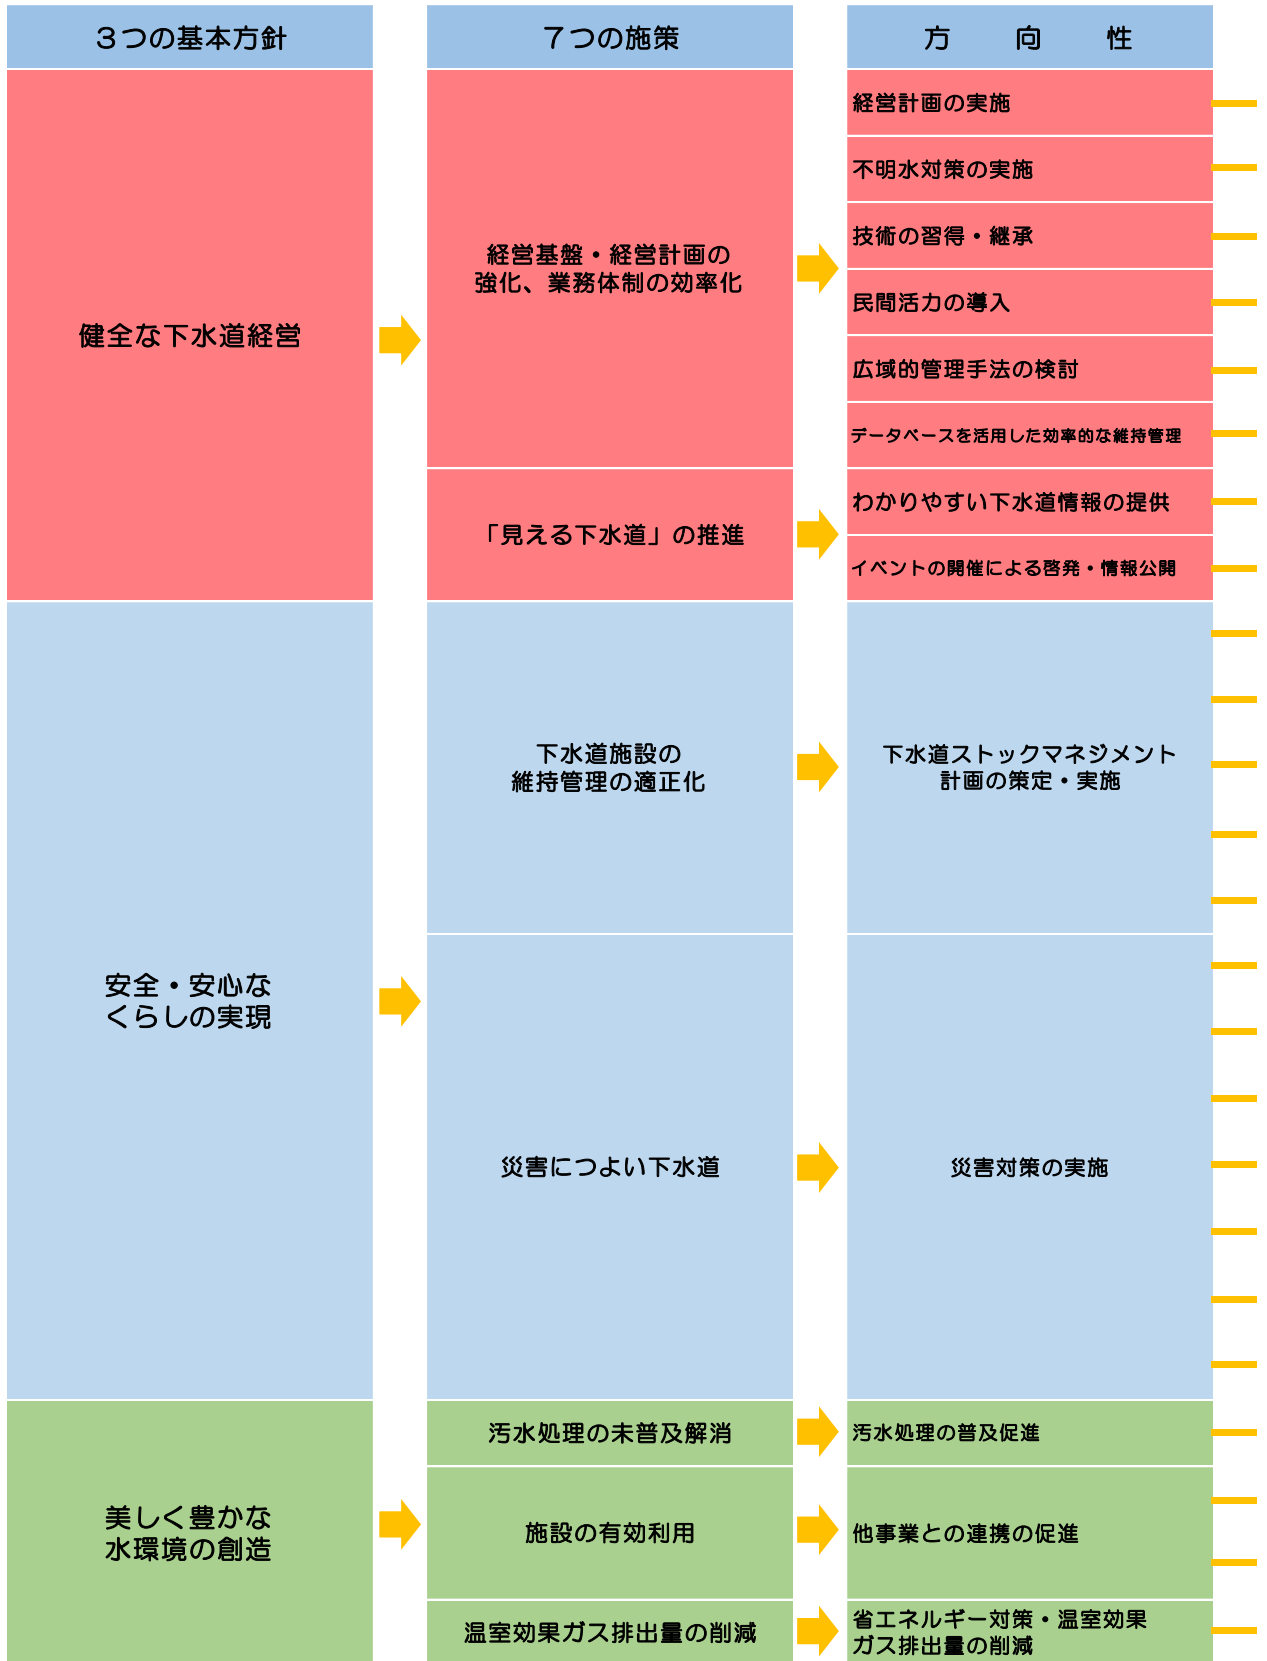 ３つの基本方針
７つの施策
方　向　性
健全な下水道経営
経営基盤・経営計画の
強化、業務体制の効率化
経営計画の実施
不明水対策の実施
技術の習得・継承
民間活力の導入
広域的管理手法の検討
データベースを活用した効率的な維持管理
「見える下水道」の推進
わかりやすい下水道情報の提供
イベントの開催による啓発・情報公開
安全・安心な
くらしの実現
下水道施設の
維持管理の適正化
下水道ストックマネジメント
計画の策定・実施
災害につよい下水道
災害対策の実施
美しく豊かな
水環境の創造
汚水処理の未普及解消
汚水処理の普及促進
施設の有効利用
他事業との連携の促進
温室効果ガス排出量の削減
省エネルギー対策・温室効果
ガス排出量の削減